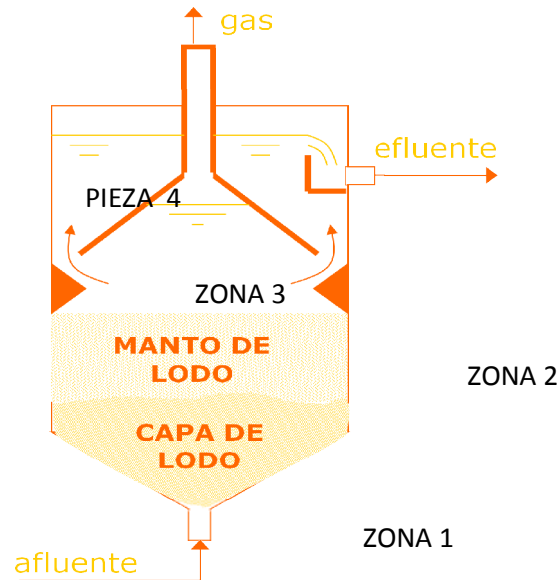 gas
efluente
PIEZA 4
ZONA 3
MANTO DE
LODO
ZONA 2
CAPA DE
LODO
ZONA 1
afluente